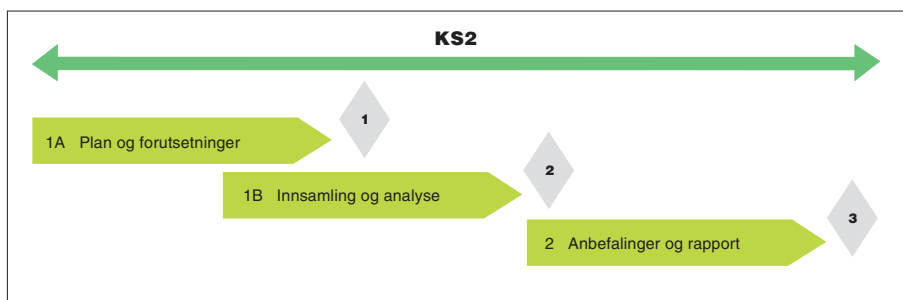 KS2
1
1A Plan og forutsetninger
2
1B Innsamling og analyse
3
2 Anbefalinger og rapport